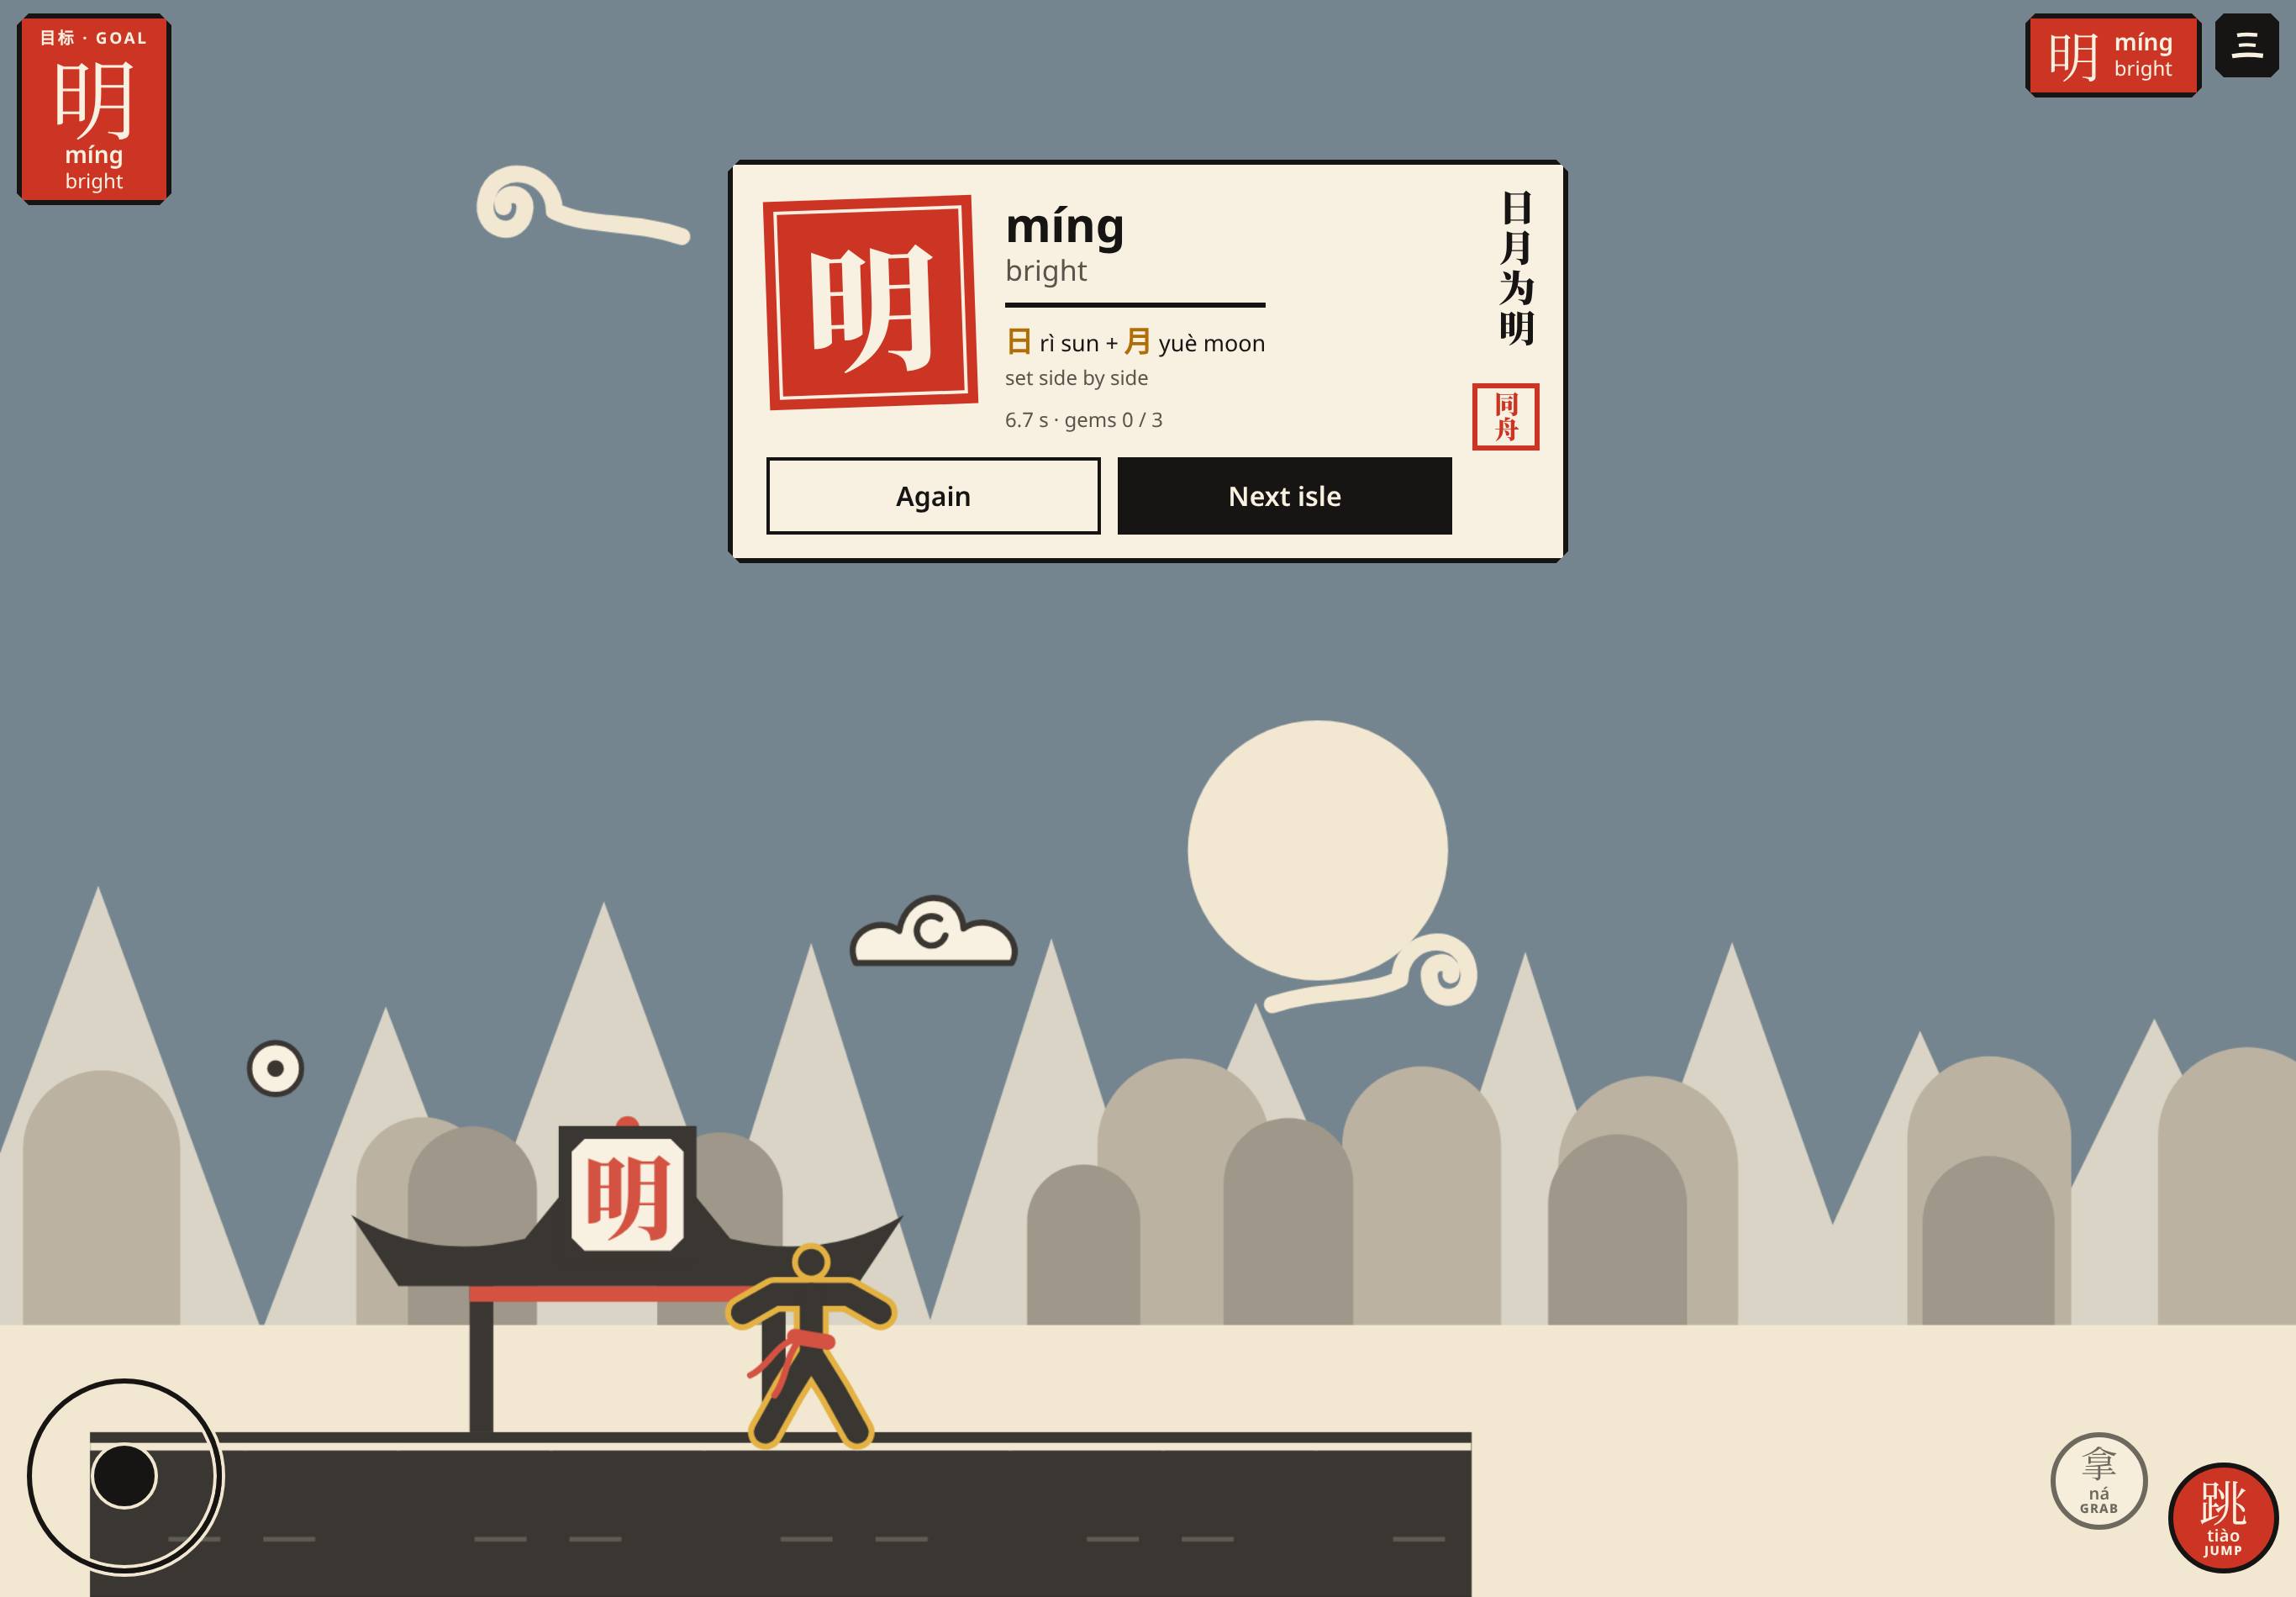 目标 · GOAL
明
míng
bright
明
míng
bright
三
明
míng
bright
日 rì sun + 月 yuè moon
set side by side
6.7 s · gems 0 / 3
日月为明
同舟
Again
Next isle
明
拿
ná
GRAB
跳
tiào
JUMP